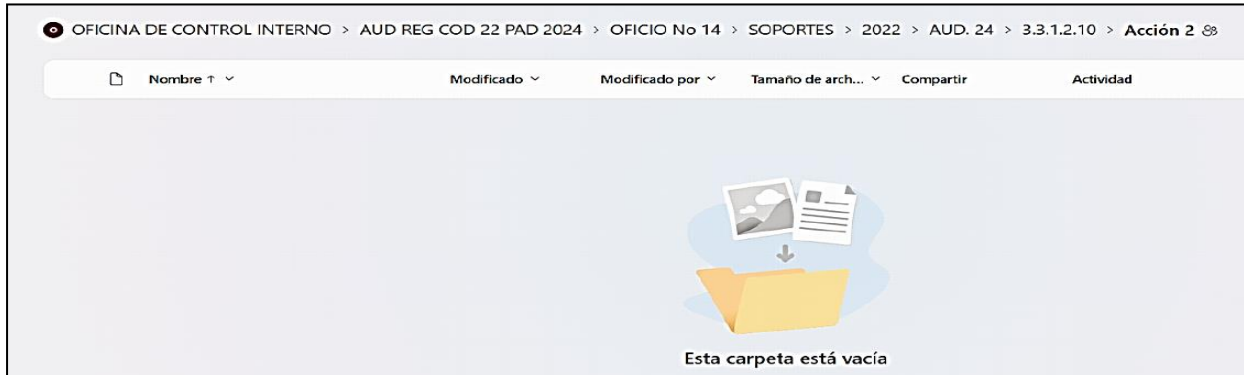 OFICINA DE CONTROL INTERNO > AUD REG COD 22 PAD 2024 > OFICIO No 14 > SOPORTES > 2022 > AUD. 24 > 3.3.1.2.10 > Acción 2
Nombre ↑ Modificado Modificado por Tamaño de arch... Compartir Actividad
Esta carpeta está vacía